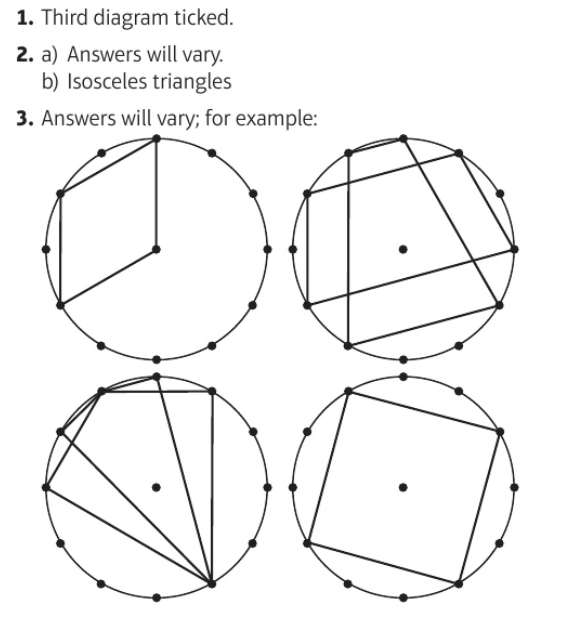 1. Third diagram ticked.
2. a) Answers will vary.
b) Isosceles triangles
3. Answers will vary; for example: